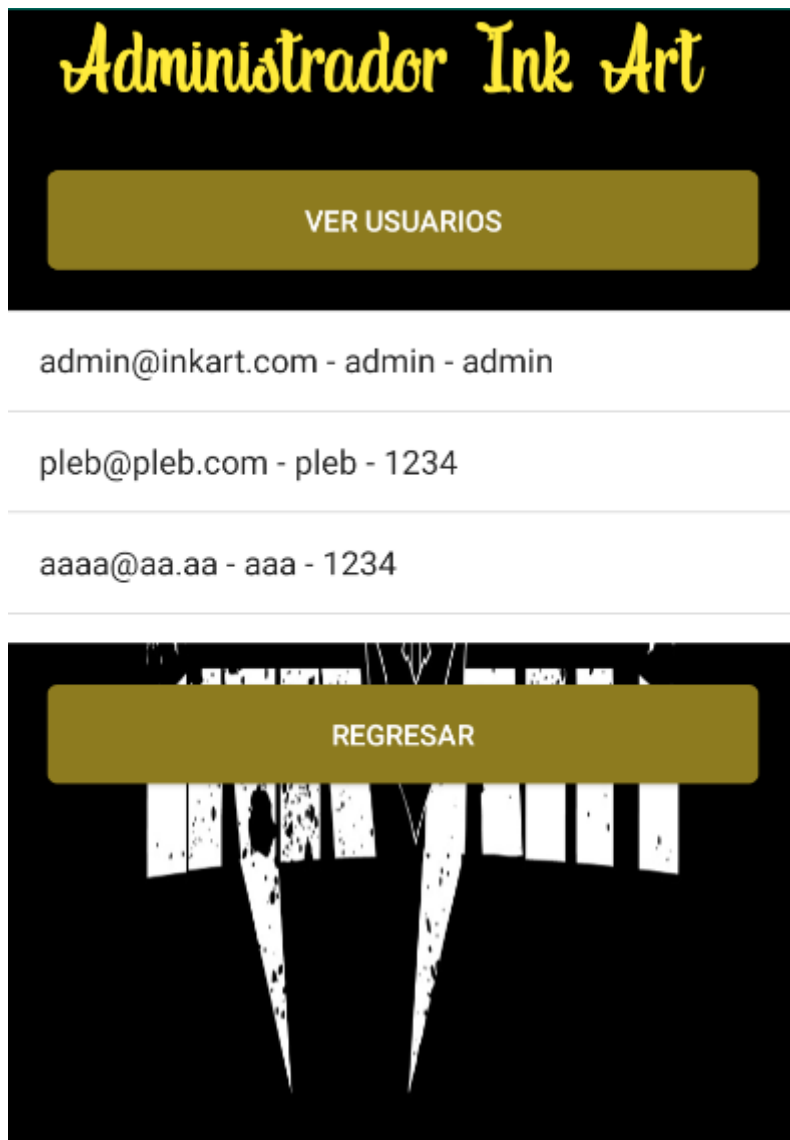 Administrador Ink Art
VER USUARIOS
admin@inkart.com - admin - admin
pleb@pleb.com - pleb - 1234
aaaa@aa.aa - aaa - 1234
REGRESAR